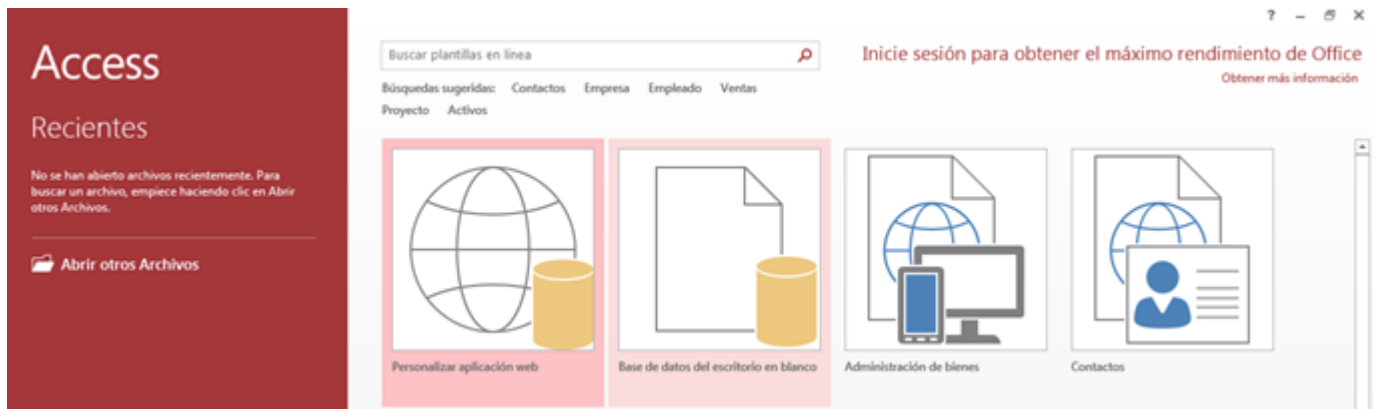 Access
Recientes
No se han abierto archivos recientemente. Para
buscar un archivo, empiece haciendo clic en Abrir
otros Archivos.
Abrir otros Archivos
?
Buscar plantillas en línea
Inicie sesión para obtener el máximo rendimiento de Office
Obtener más información
Búsquedas sugeridas: Contactos Empresa Empleado Ventas
Proyecto Activos
Personalizar aplicación web
Base de datos del escritorio en blanco
Administración de bienes
Contactos